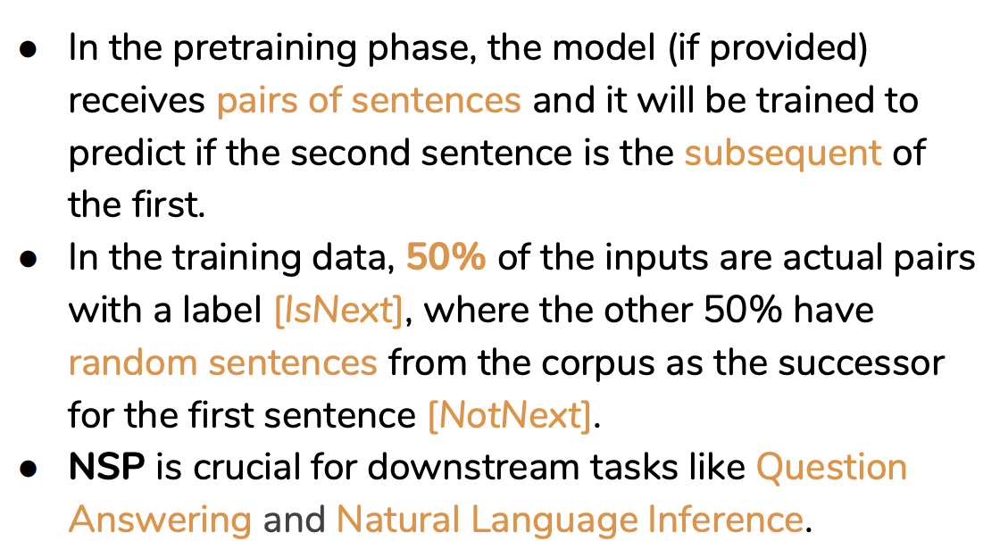 ● In the pretraining phase, the model (if provided)
receives pairs of sentences and it will be trained to
predict if the second sentence is the subsequent of
the first.
● In the training data, 50% of the inputs are actual pairs
with a label [IsNext], where the other 50% have
random sentences from the corpus as the successor
for the first sentence [NotNext].
● NSP is crucial for downstream tasks like Question
Answering and Natural Language Inference.